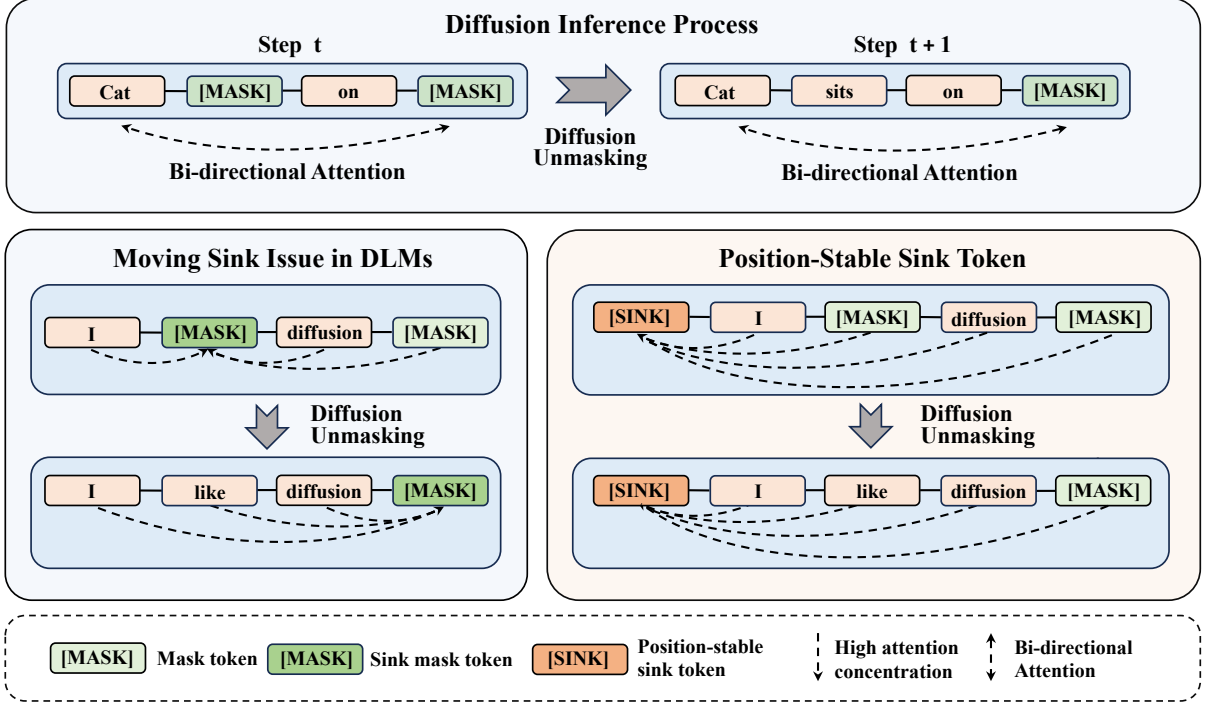 Diffusion Inference Process
Step t
Cat [MASK] on [MASK]
Bi-directional Attention
Diffusion
Unmasking
Step t + 1
Cat sits on [MASK]
Bi-directional Attention
Moving Sink Issue in DLMs
I [MASK] diffusion [MASK]
Diffusion
Unmasking
I like diffusion [MASK]
Position-Stable Sink Token
[SINK] I [MASK] diffusion [MASK]
Diffusion
Unmasking
[SINK] I like diffusion [MASK]
[MASK] Mask token
[MASK] Sink mask token
[SINK] Position-stable
sink token
High attention
concentration
Bi-directional
Attention